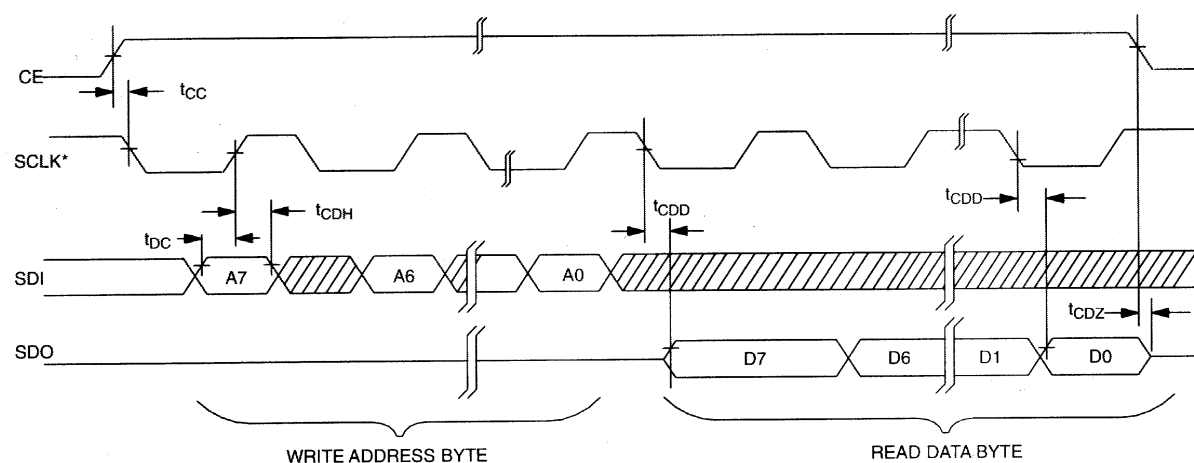 CE
tCC
SCLK*
tCDH
tCDD
tCDD
tDC
SDI
A7
A6
A0
tCDZ
SDO
D7
D6
D1
D0
WRITE ADDRESS BYTE
READ DATA BYTE